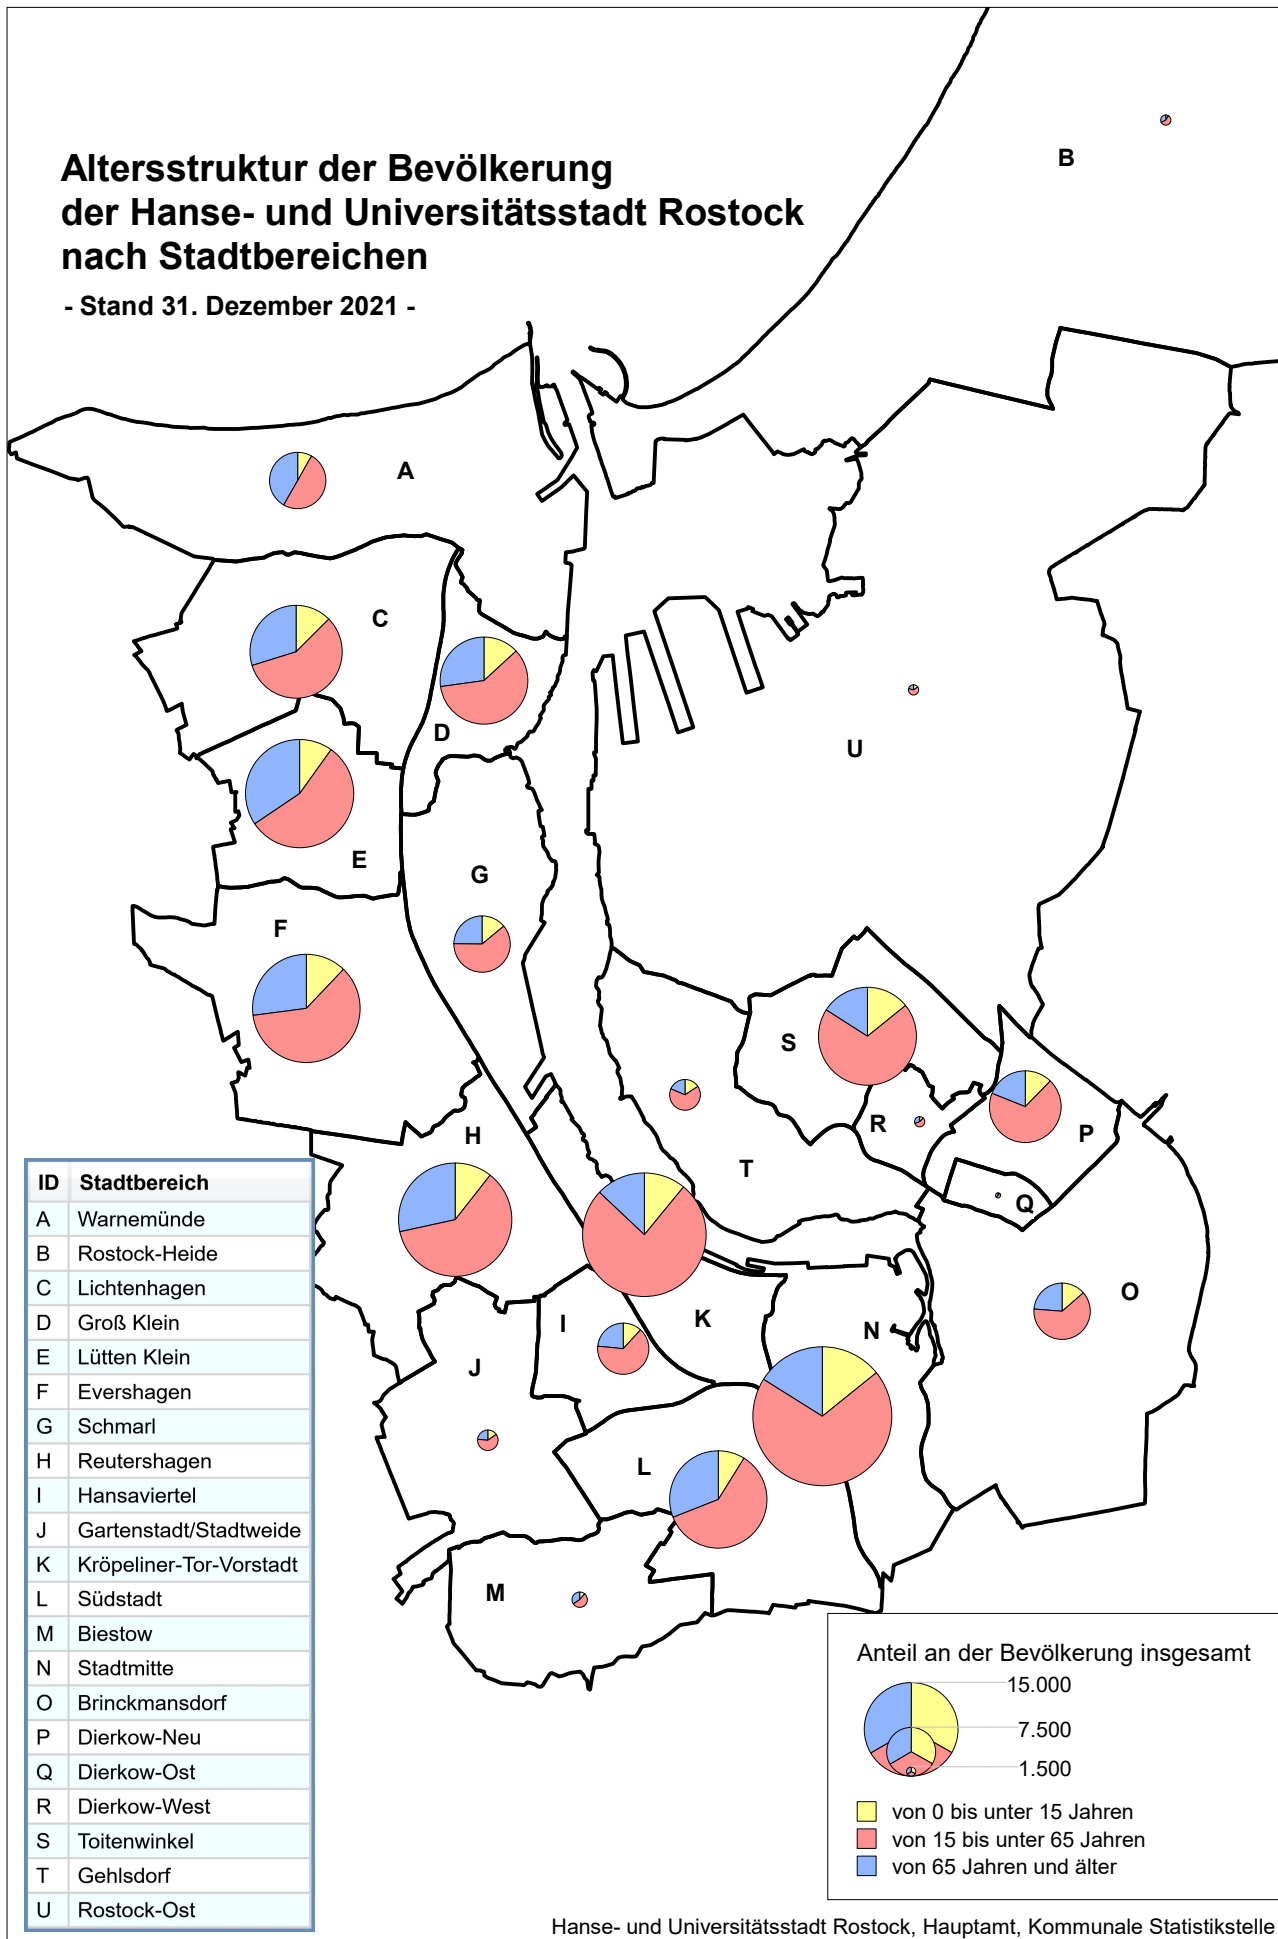 Altersstruktur der Bevölkerung
der Hanse- und Universitätsstadt Rostock
nach Stadtbereichen
- Stand 31. Dezember 2021 -
B
A
C
D
U
E
G
F
S
R
P
H
T
Q
O
I
K
N
J
L
M
ID Stadtbereich
A Warnemünde
B Rostock-Heide
C Lichtenhagen
D Groß Klein
E Lütten Klein
F Evershagen
G Schmarl
H Reutershagen
I Hansaviertel
J Gartenstadt/Stadtweide
K Kröpeliner-Tor-Vorstadt
L Südstadt
M Biestow
N Stadtmitte
O Brinckmansdorf
P Dierkow-Neu
Q Dierkow-Ost
R Dierkow-West
S Toitenwinkel
T Gehlsdorf
U Rostock-Ost
Anteil an der Bevölkerung insgesamt
15.000
7.500
1.500
von 0 bis unter 15 Jahren
von 15 bis unter 65 Jahren
von 65 Jahren und älter
Hanse- und Universitätsstadt Rostock, Hauptamt, Kommunale Statistikstelle